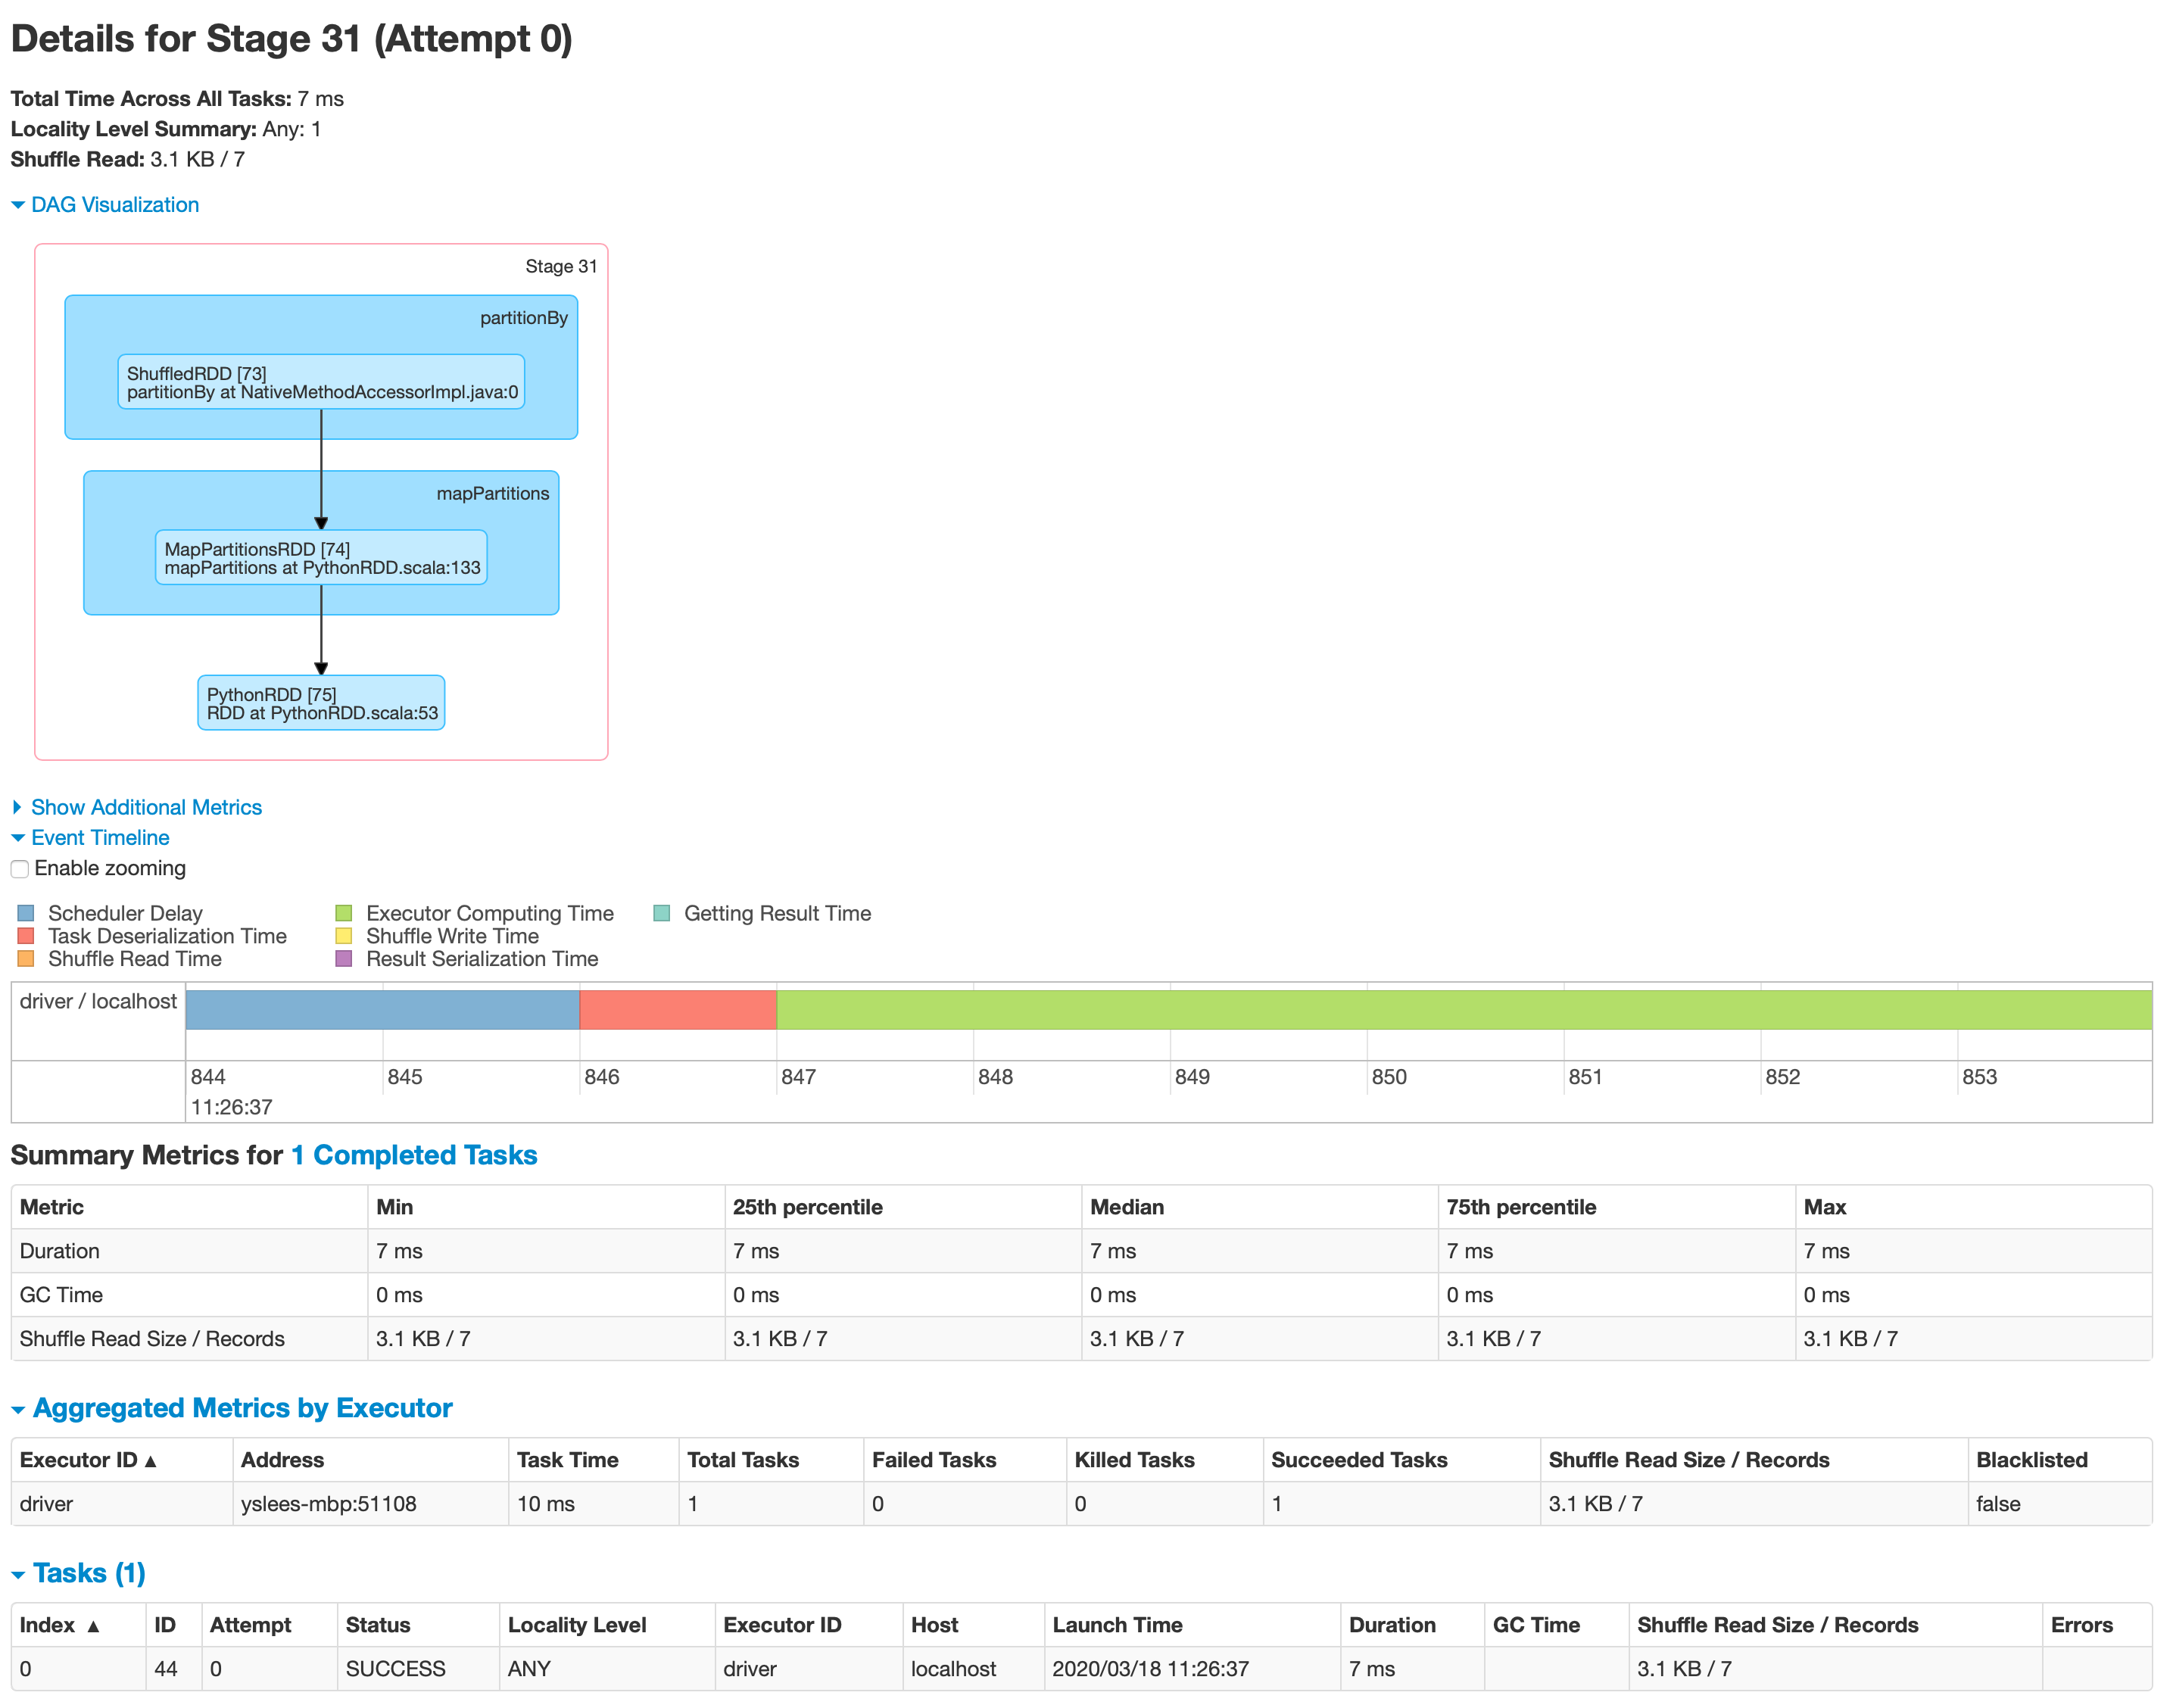 Details for Stage 31 (Attempt 0)
Total Time Across All Tasks: 7 ms
Locality Level Summary: Any: 1
Shuffle Read: 3.1 KB / 7
DAG Visualization
Stage 31
partitionBy
ShuffledRDD [73]
partitionBy at NativeMethodAccessorImpl.java:0
mapPartitions
MapPartitionsRDD [74]
mapPartitions at PythonRDD.scala:133
PythonRDD [75]
RDD at PythonRDD.scala:53
Show Additional Metrics
Event Timeline
Enable zooming
Scheduler Delay Executor Computing Time Getting Result Time
Task Deserialization Time Shuffle Write Time
Shuffle Read Time Result Serialization Time
driver / localhost
844 845 846 847 848 849 850 851 852 853
11:26:37
Summary Metrics for 1 Completed Tasks
Metric Min 25th percentile Median 75th percentile Max
Duration 7 ms 7 ms 7 ms 7 ms 7 ms
GC Time 0 ms 0 ms 0 ms 0 ms 0 ms
Shuffle Read Size / Records 3.1 KB / 7 3.1 KB / 7 3.1 KB / 7 3.1 KB / 7 3.1 KB / 7
Aggregated Metrics by Executor
Executor ID ▲ Address Task Time Total Tasks Failed Tasks Killed Tasks Succeeded Tasks Shuffle Read Size / Records Blacklisted
driver yslees-mbp:51108 10 ms 1 0 0 1 3.1 KB / 7 false
Tasks (1)
Index ▲ ID Attempt Status Locality Level Executor ID Host Launch Time Duration GC Time Shuffle Read Size / Records Errors
0 44 0 SUCCESS ANY driver localhost 2020/03/18 11:26:37 7 ms 3.1 KB / 7